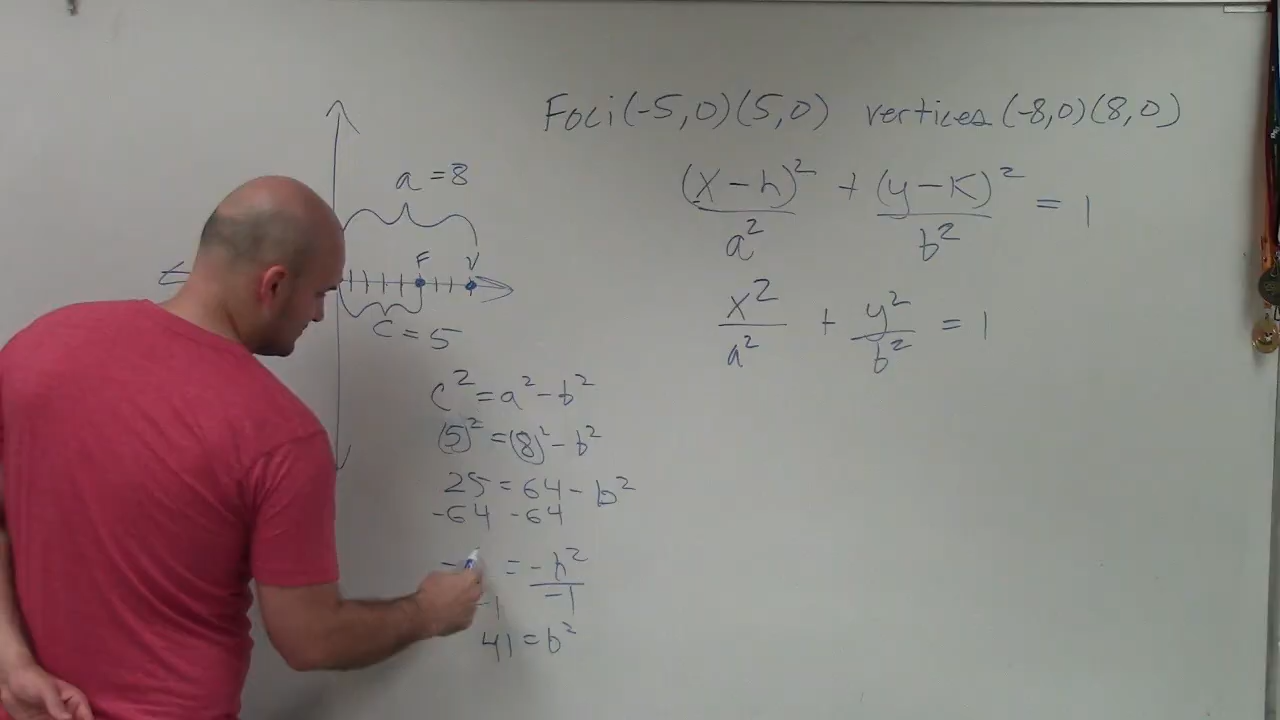 Foci (-5,0)(5,0) vertices (-8,0)(8,0)
(x-h)²/a² + (y-k)²/b² = 1
x²/a² + y²/b² = 1
a = 8
F V
c = 5
c² = a² - b²
(5)² = (8)² - b²
25 = 64 - b²
-64 -64
= -b²
-1 -1
41 = b²